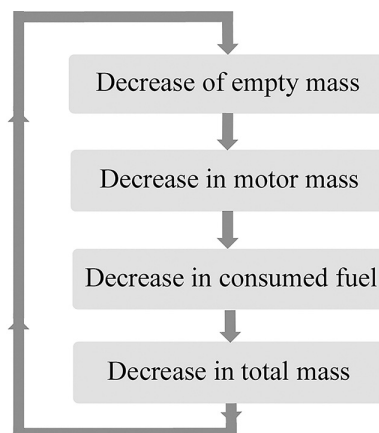 Decrease of empty mass
Decrease in motor mass
Decrease in consumed fuel
Decrease in total mass